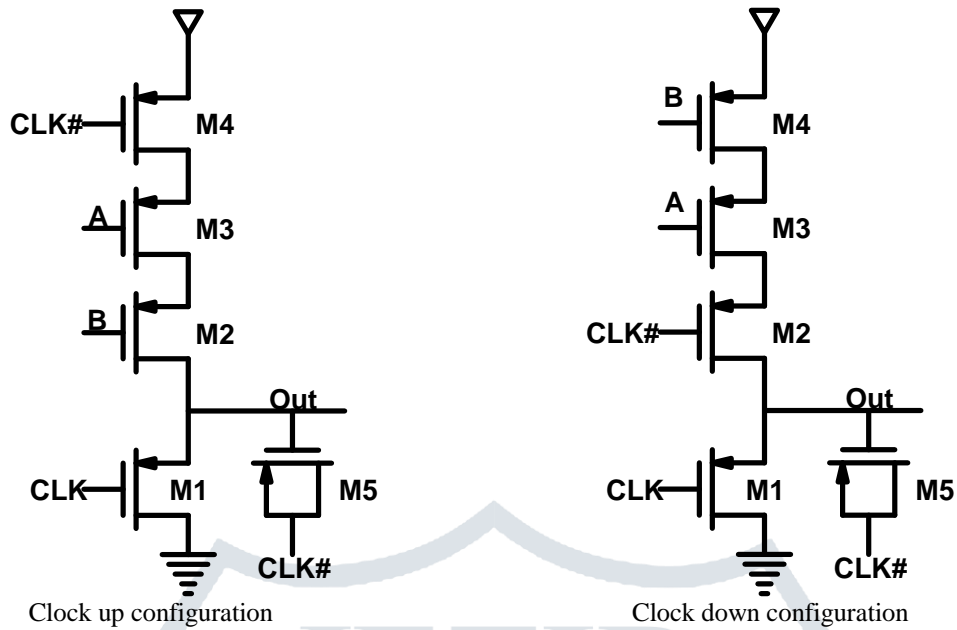 CLK#
M4
A
M3
B
M2
Out
CLK
M1
M5
CLK#
Clock up configuration
B
M4
A
M3
CLK#
M2
Out
CLK
M1
M5
CLK#
Clock down configuration